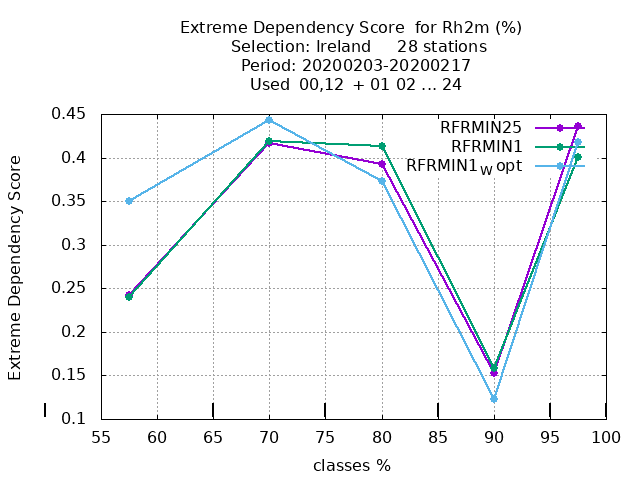 Extreme Dependency Score  for Rh2m (%)
Selection: Ireland     28 stations
Period: 20200203-20200217
Used  00,12  + 01 02 ... 24
Extreme Dependency Score
0.45
0.4
0.35
0.3
0.25
0.2
0.15
0.1
RFRMIN25
RFRMIN1
RFRMIN1wopt
55 60 65 70 75 80 85 90 95 100
classes %